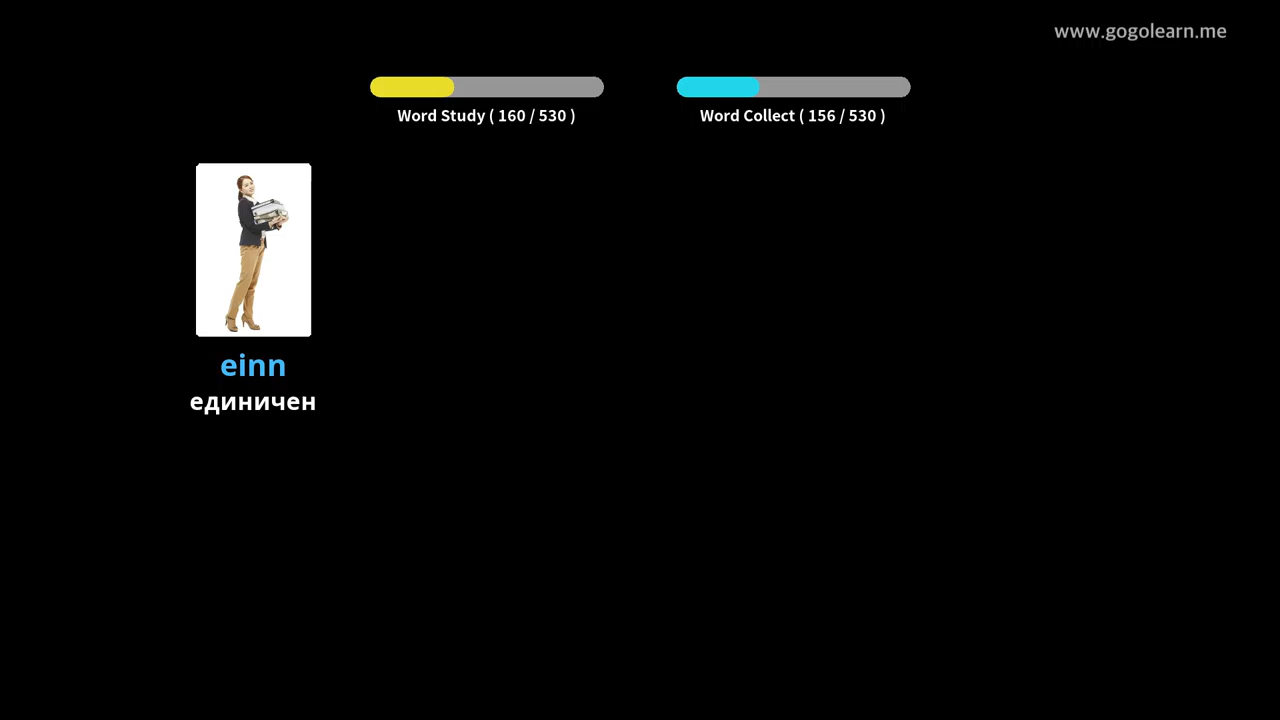 www.gogolearn.me
Word Study ( 160 / 530 )
Word Collect ( 156 / 530 )
einn
единичен